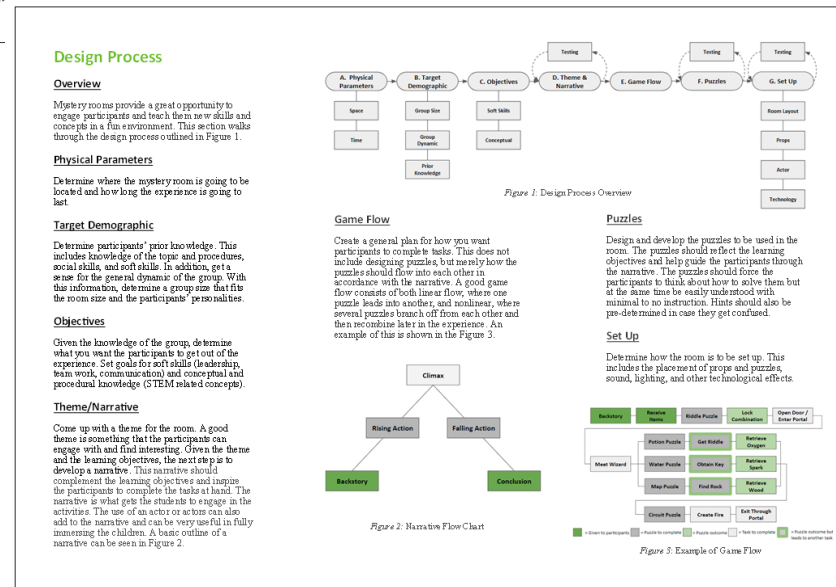 Design Process
Overview
Mystery rooms provide a great opportunity to
engage participants and teach them new skills and
concepts in a fun environment. This section walks
through the design process outlined in Figure 1.
Physical Parameters
Determine where the mystery room is going to be
located and how long the experience is going to
last.
Target Demographic
Determine participants' prior knowledge. This
includes knowledge of the topic and procedures,
social skills, and soft skills. In addition, get a
sense for the general dynamic of the group. With
this information, determine a group size that fits
the room size and the participants' personalities.
Objectives
Given the knowledge of the group, determine
what you want the participants to get out of the
experience. Set goals for soft skills (leadership,
team work, communication) and conceptual and
procedural knowledge (STEM related concepts).
Theme/Narrative
Come up with a theme for the room. A good
theme is something that the participants can
engage with and find interesting. Given the theme
and the learning objectives, the next step is to
develop a narrative. This narrative should
complement the learning objectives and inspire
the participants to complete the tasks at hand. The
narrative is what gets the students to engage in the
activities. The use of an actor or actors can also
add to the narrative and can be very useful in fully
immersing the children. A basic outline of a
narrative can be seen in Figure 2.
Testing
Testing
Testing
A. Physical
Parameters
B. Target
Demographic
C. Objectives
D. Theme &
Narrative
E. Game Flow
F. Puzzles
G. Set Up
Space
Group Size
Soft Skills
Room Layout
Time
Group
Dynamic
Conceptual
Props
Prior
Knowledge
Actor
Technology
Figure 1: Design Process Overview
Game Flow
Create a general plan for how you want
participants to complete tasks. This does not
include designing puzzles, but merely how the
puzzles should flow into each other in
accordance with the narrative. A good game
flow consists of both linear flow, where one
puzzle leads into another, and nonlinear, where
several puzzles branch off from each other and
then recombine later in the experience. An
example of this is shown in the Figure 3.
Climax
Rising Action
Falling Action
Backstory
Conclusion
Figure 2: Narrative Flow Chart
Puzzles
Design and develop the puzzles to be used in the
room. The puzzles should reflect the learning
objectives and help guide the participants through
the narrative. The puzzles should force the
participants to think about how to solve them but
at the same time be easily understood with
minimal to no instruction. Hints should also be
pre-determined in case they get confused.
Set Up
Determine how the room is to be set up. This
includes the placement of props and puzzles,
sound, lighting, and other technological effects.
Backstory
Receive
Items
Riddle Puzzle
Lock
Combination
Open Door /
Enter Portal
Meet Wizard
Potion Puzzle
Get Riddle
Retrieve
Oxygen
Water Puzzle
Obtain Key
Retrieve
Spark
Map Puzzle
Find Rock
Retrieve
Wood
Circuit Puzzle
Create Fire
Exit Through
Portal
= Given to participants
= Puzzle to complete
= Puzzle outcome
= Task to complete
= Puzzle outcome but
leads to another task
Figure 3: Example of Game Flow